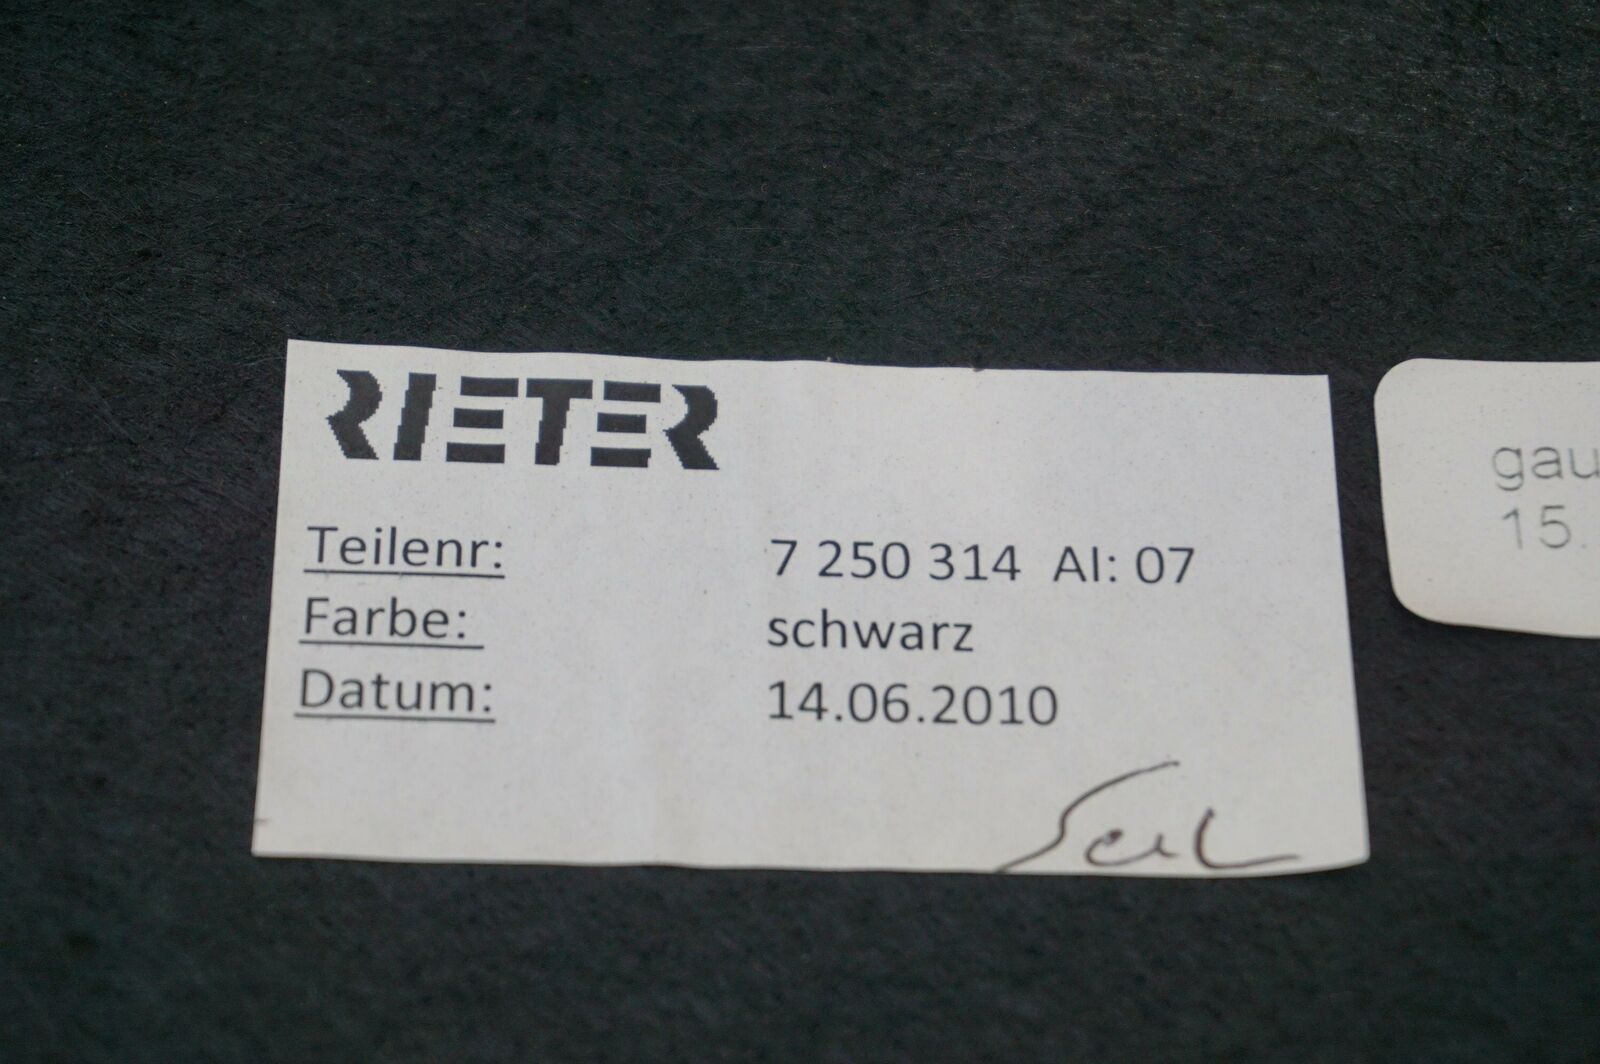 RIETER
Teilenr: 7 250 314 AI: 07
Farbe: schwarz
Datum: 14.06.2010
gau
15.